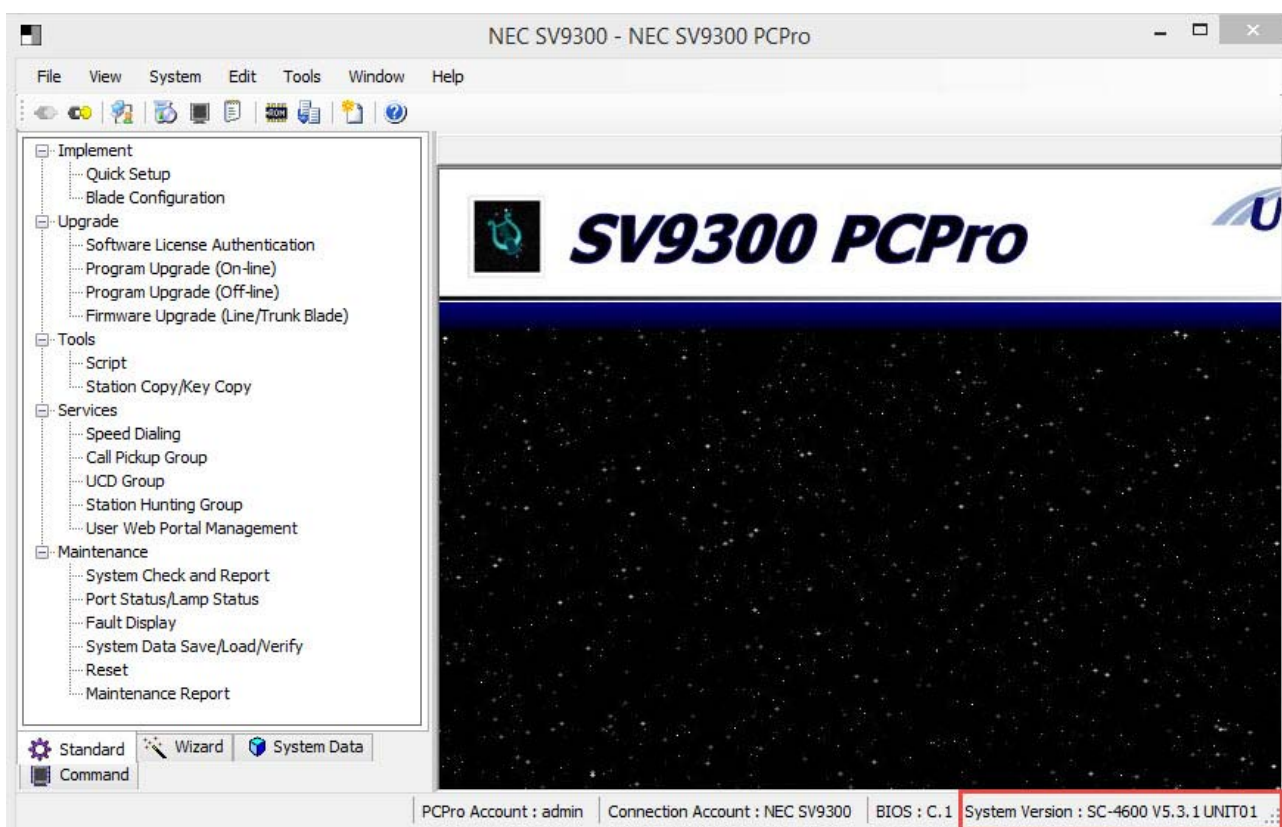 NEC SV9300 - NEC SV9300 PCPro
File View System Edit Tools Window Help
Implement
Quick Setup
Blade Configuration
Upgrade
Software License Authentication
Program Upgrade (On-line)
Program Upgrade (Off-line)
Firmware Upgrade (Line/Trunk Blade)
Tools
Script
Station Copy/Key Copy
Services
Speed Dialing
Call Pickup Group
UCD Group
Station Hunting Group
User Web Portal Management
Maintenance
System Check and Report
Port Status/Lamp Status
Fault Display
System Data Save/Load/Verify
Reset
Maintenance Report
SV9300 PCPro
U
Standard Wizard System Data
Command
PCPro Account : admin Connection Account : NEC SV9300 BIOS : C.1 System Version : SC-4600 V5.3.1 UNIT01